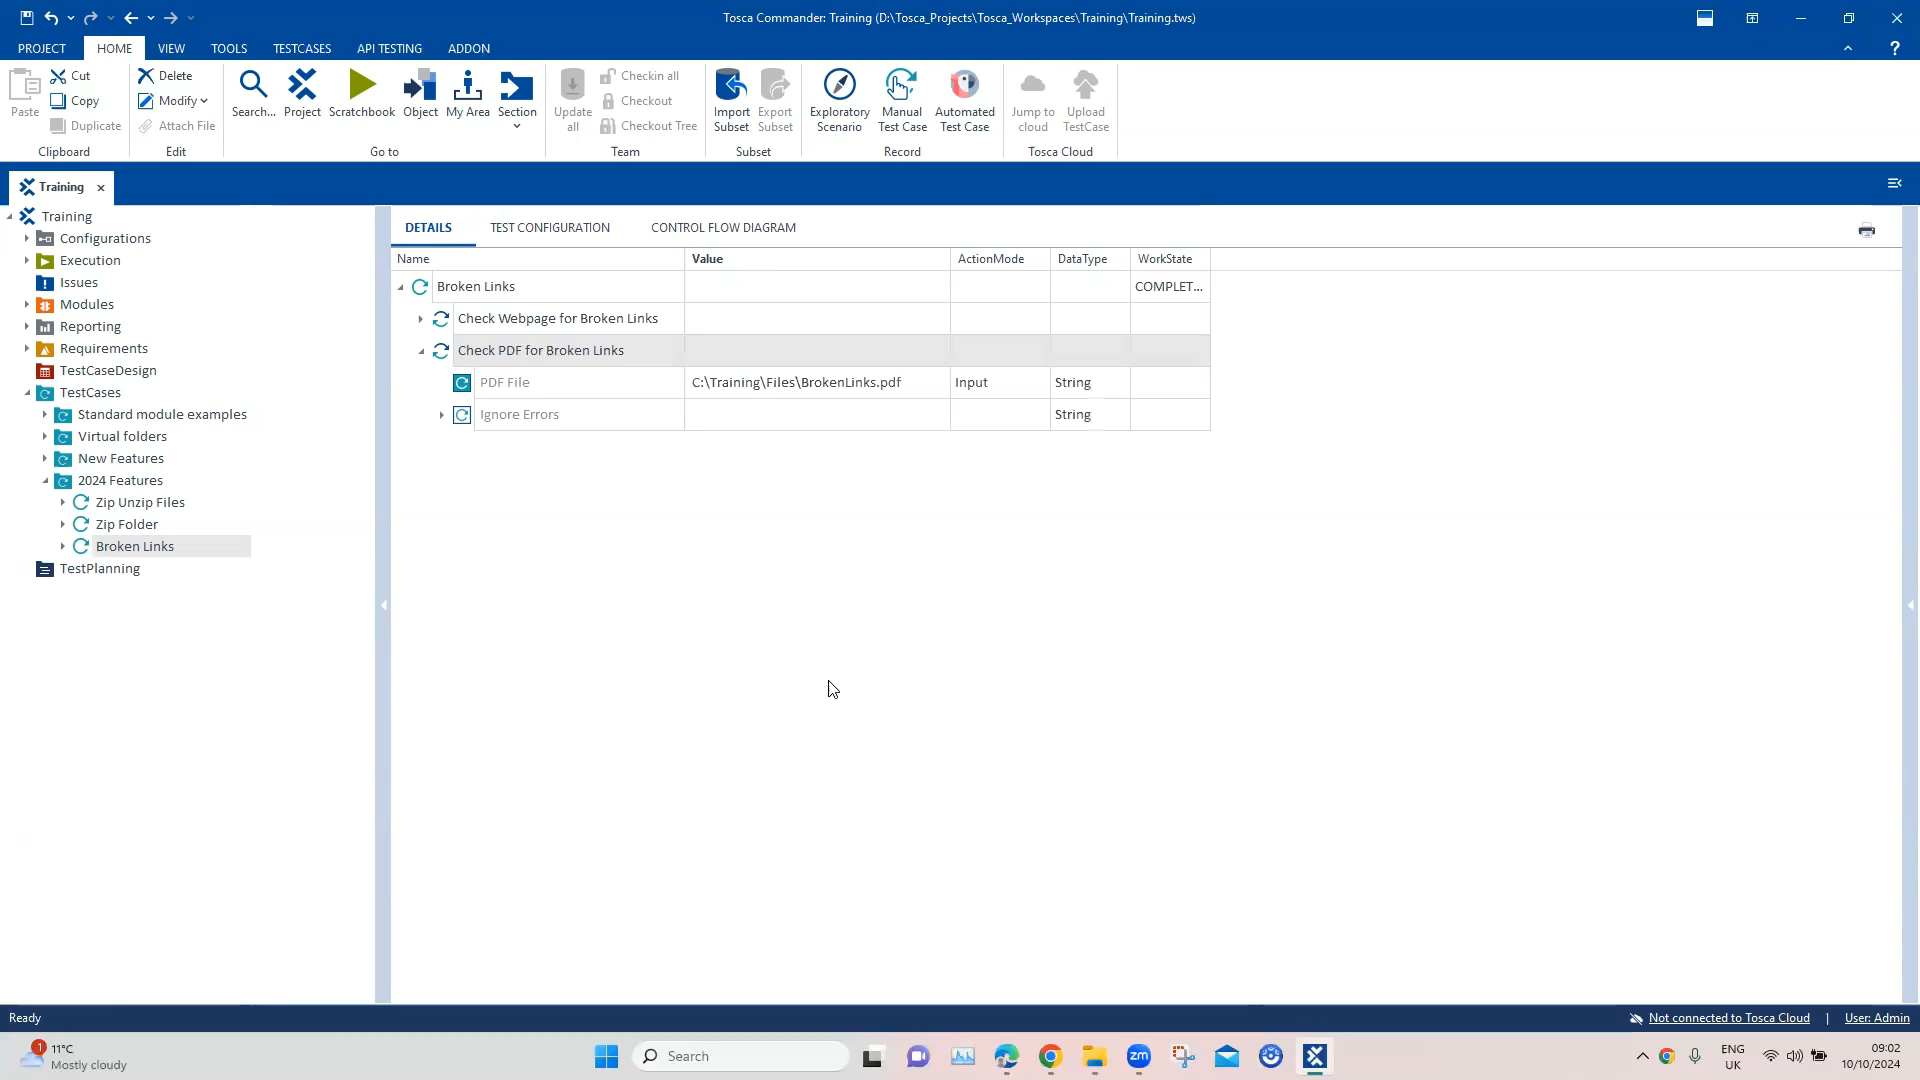 Tosca Commander: Training (D:\Tosca_Projects\Tosca_Workspaces\Training\Training.tws)
PROJECT HOME VIEW TOOLS TESTCASES API TESTING ADDON
Paste
Cut
Copy
Duplicate
Clipboard
Delete
Modify
Attach File
Edit
Search... Project Scratchbook Object My Area Section
Go to
Update all
Checkin all
Checkout
Checkout Tree
Team
Import Subset
Export Subset
Subset
Exploratory Scenario
Manual Test Case
Automated Test Case
Record
Jump to cloud
Upload TestCase
Tosca Cloud
Training
Training
Configurations
Execution
Issues
Modules
Reporting
Requirements
TestCaseDesign
TestCases
Standard module examples
Virtual folders
New Features
2024 Features
Zip Unzip Files
Zip Folder
Broken Links
TestPlanning
DETAILS TEST CONFIGURATION CONTROL FLOW DIAGRAM
Name Value ActionMode DataType WorkState
Broken Links COMPLET...
Check Webpage for Broken Links
Check PDF for Broken Links
PDF File C:\Training\Files\BrokenLinks.pdf Input String
Ignore Errors String
Ready
Not connected to Tosca Cloud | User: Admin
1
11°C
Mostly cloudy
Search
zm
ENG
UK
09:02
10/10/2024